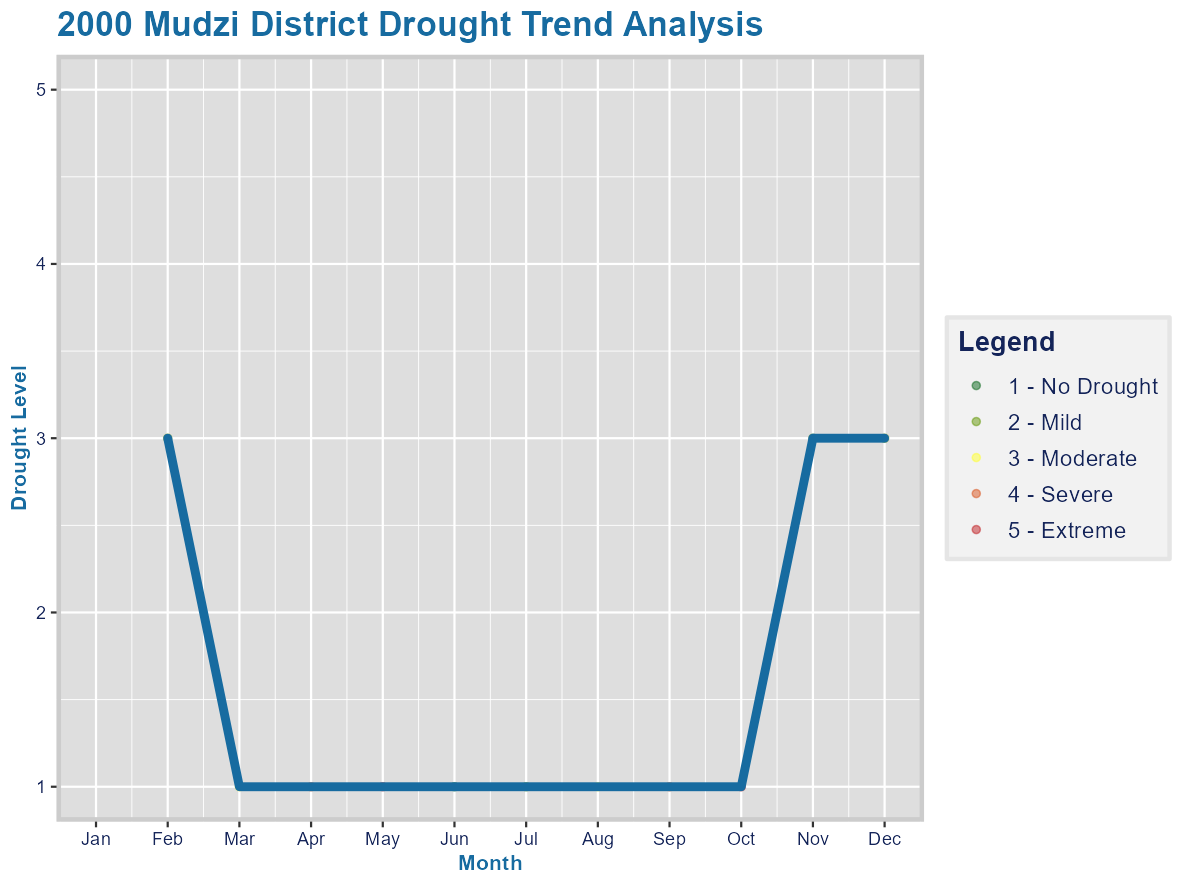 2000 Mudzi District Drought Trend Analysis
Drought Level
5
4
3
2
1
Jan Feb Mar Apr May Jun Jul Aug Sep Oct Nov Dec
Month
Legend
1 - No Drought
2 - Mild
3 - Moderate
4 - Severe
5 - Extreme